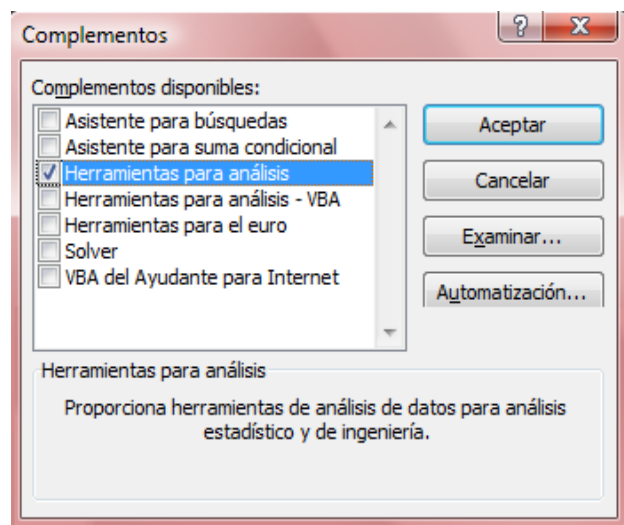 Complementos
Complementos disponibles:
Asistente para búsquedas
Asistente para suma condicional
Herramientas para análisis
Herramientas para análisis - VBA
Herramientas para el euro
Solver
VBA del Ayudante para Internet
Aceptar
Cancelar
Examinar...
Automatización...
Herramientas para análisis
Proporciona herramientas de análisis de datos para análisis
estadístico y de ingeniería.